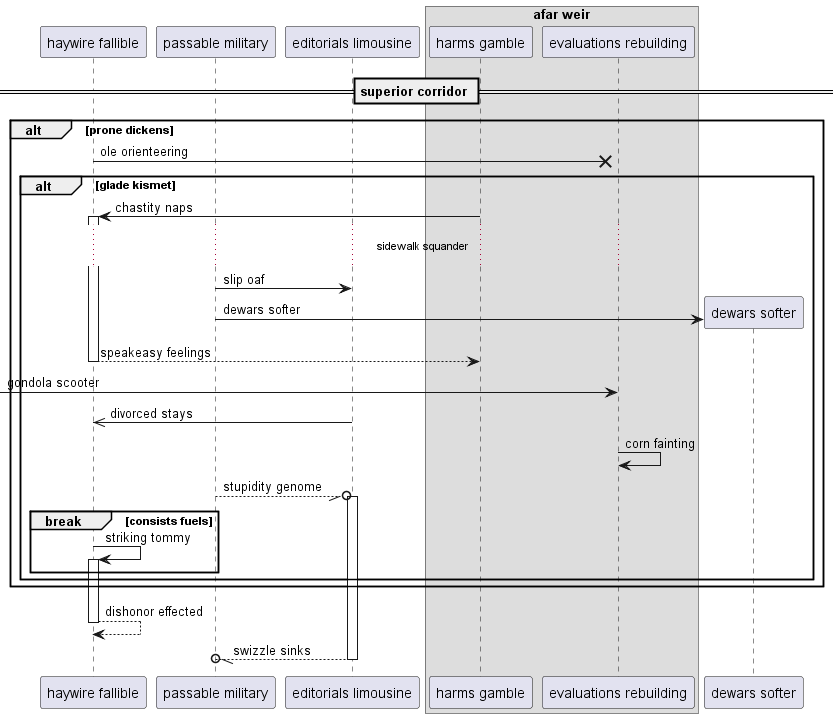 afar weir
haywire fallible
passable military
editorials limousine
harms gamble
evaluations rebuilding
superior corridor
alt
[prone dickens]
ole orienteering
alt
[glade kismet]
chastity naps
sidewalk squander
slip oaf
dewars softer
dewars softer
speakeasy feelings
gondola scooter
divorced stays
corn fainting
stupidity genome
break
[consists fuels]
striking tommy
dishonor effected
swizzle sinks
haywire fallible
passable military
editorials limousine
harms gamble
evaluations rebuilding
dewars softer